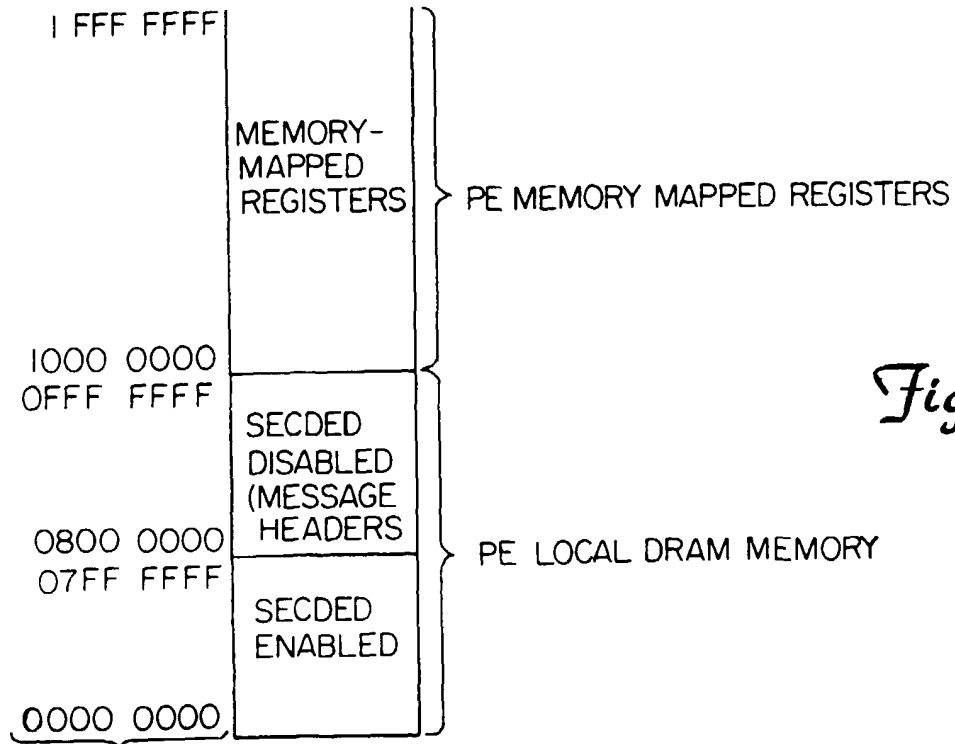 1 FFF FFFF
MEMORY-
MAPPED
REGISTERS
PE MEMORY MAPPED REGISTERS
1000 0000
0FFF FFFF
SECDED
DISABLED
(MESSAGE
HEADERS
0800 0000
07FF FFFF
PE LOCAL DRAM MEMORY
SECDED
ENABLED
0000 0000
Fig